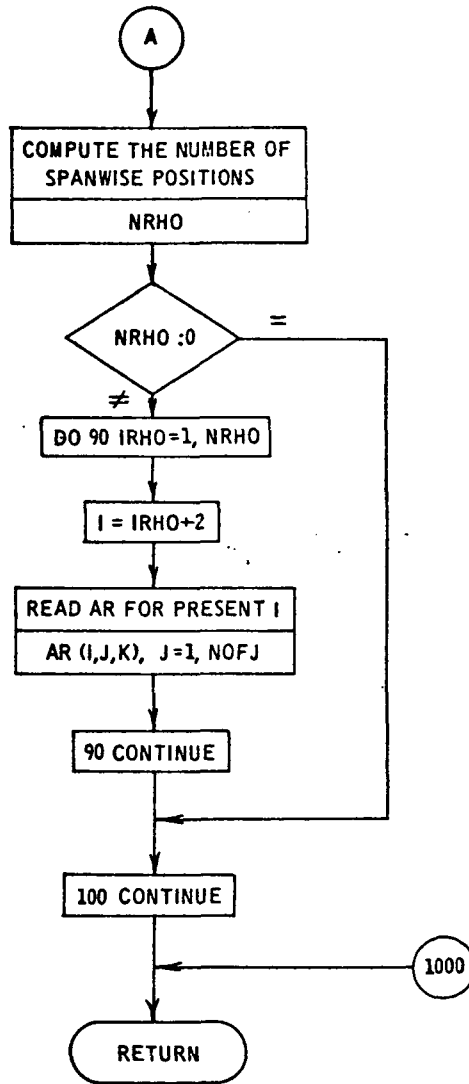 A
COMPUTE THE NUMBER OF
SPANWISE POSITIONS
NRHO
NRHO :0
=
≠
DO 90 IRHO=1, NRHO
I = IRHO+2
READ AR FOR PRESENT I
AR (I,J,K), J=1, NOFJ
90 CONTINUE
100 CONTINUE
1000
RETURN